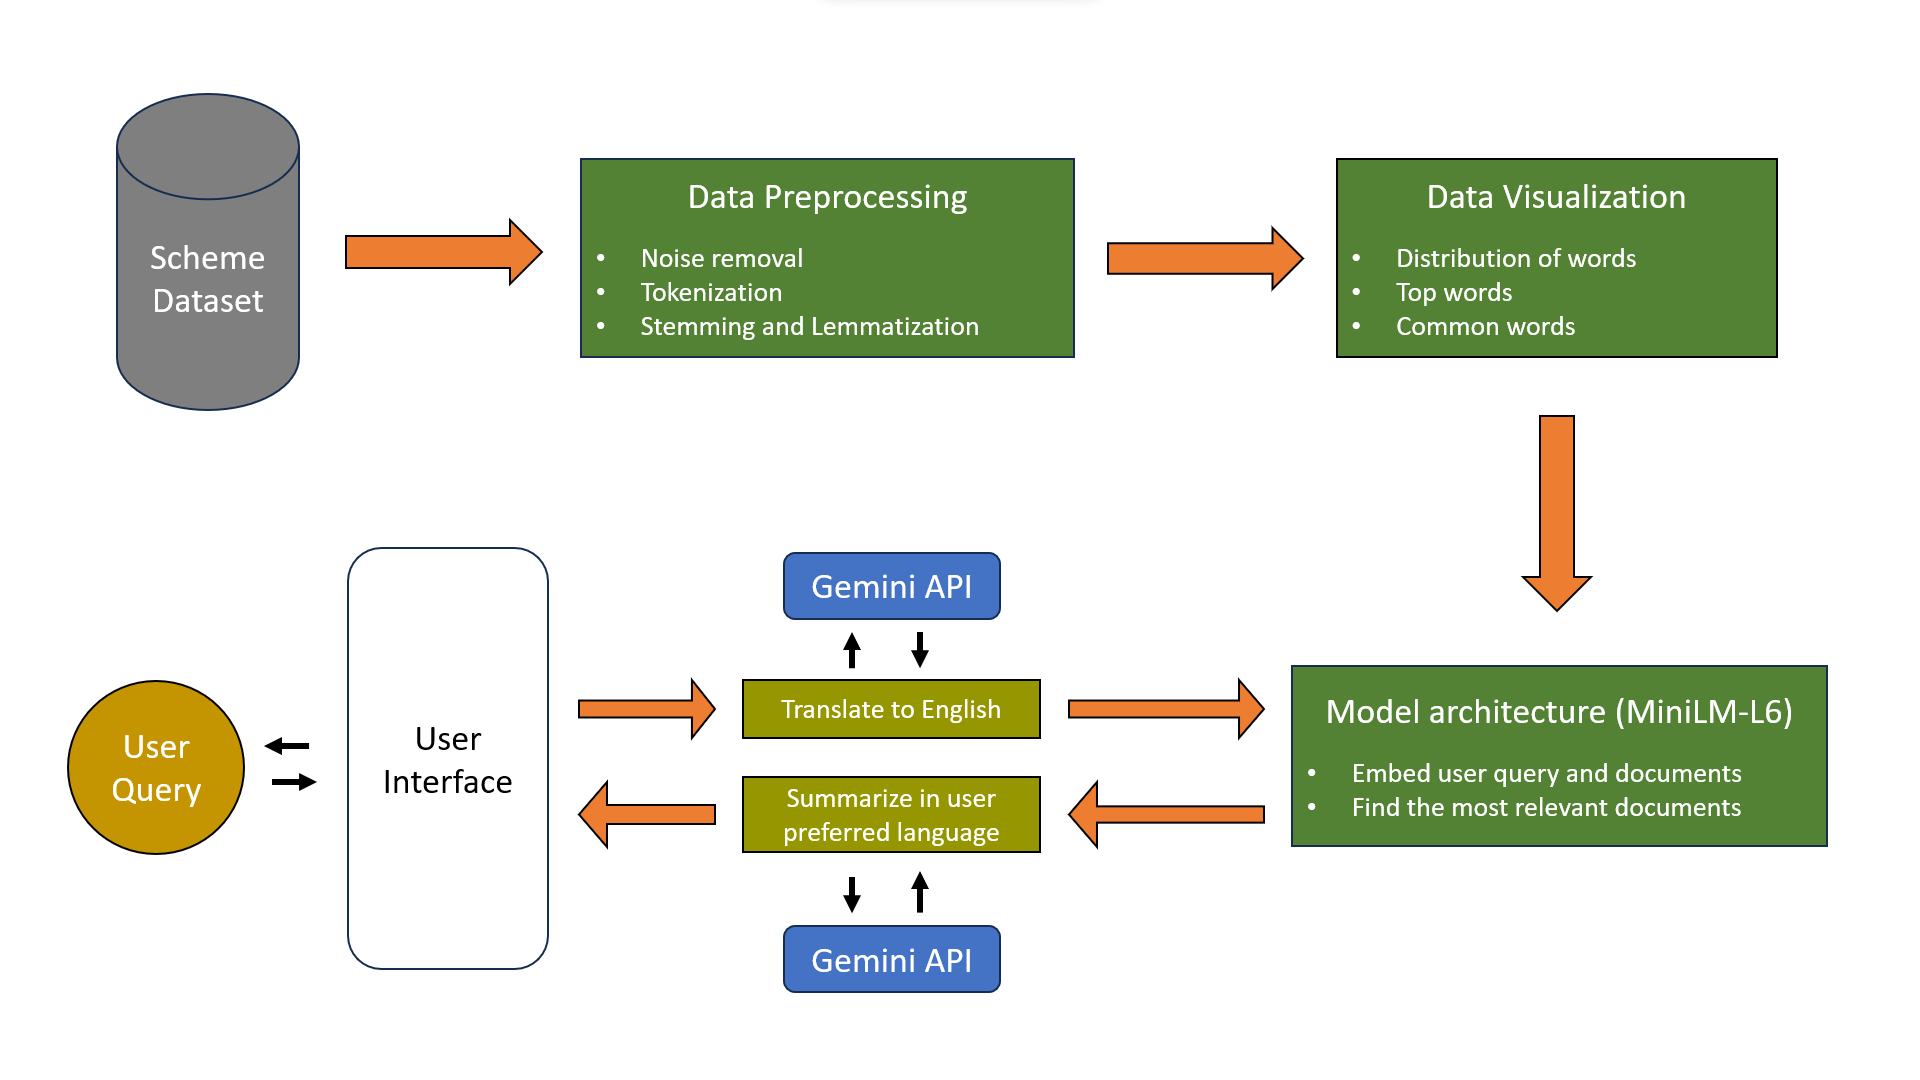 Scheme
Dataset
Data Preprocessing
• Noise removal
• Tokenization
• Stemming and Lemmatization
Data Visualization
• Distribution of words
• Top words
• Common words
User
Query
User
Interface
Gemini API
Translate to English
Summarize in user
preferred language
Gemini API
Model architecture (MiniLM-L6)
• Embed user query and documents
• Find the most relevant documents